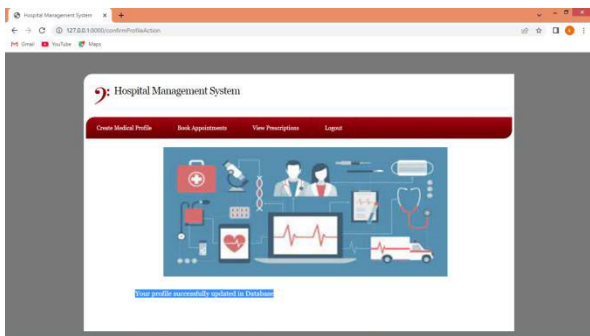 Hospital Management System
127.0.0.1:8000/confirmProfileAction
Gmail YouTube Maps
Hospital Management System
Create Medical Profile Book Appointments View Prescriptions Logout
Your profile successfully updated in Database